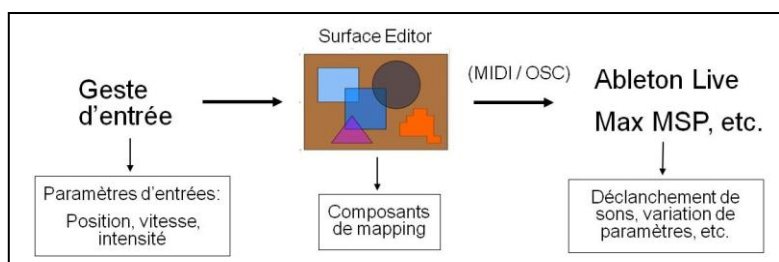 Surface Editor
Geste
d'entrée
(MIDI / OSC)
Ableton Live
Max MSP, etc.
Paramètres d'entrées:
Position, vitesse,
intensité
Composants
de mapping
Déclanchement de
sons, variation de
paramètres, etc.